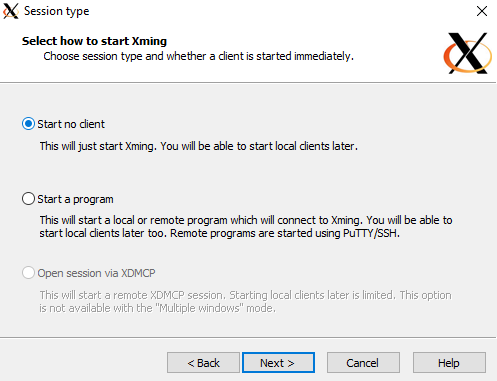 Session type
Select how to start Xming
Choose session type and whether a client is started immediately.
Start no client
This will just start Xming. You will be able to start local clients later.
Start a program
This will start a local or remote program which will connect to Xming. You will be able to
start local clients later too. Remote programs are started using PuTTY/SSH.
Open session via XDMCP
This will start a remote XDMCP session. Starting local clients later is limited. This option
is not available with the "Multiple windows" mode.
< Back
Next >
Cancel
Help